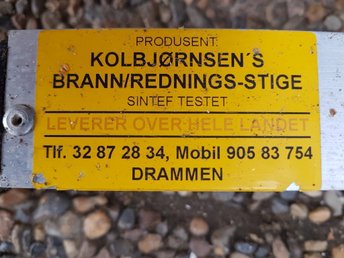 PRODUSENT
KOLBJØRNSEN´S
BRANN/REDNINGS-STIGE
SINTEF TESTET
LEVERER OVER HELE LANDET
Tlf. 32 87 28 34, Mobil 905 83 754
DRAMMEN